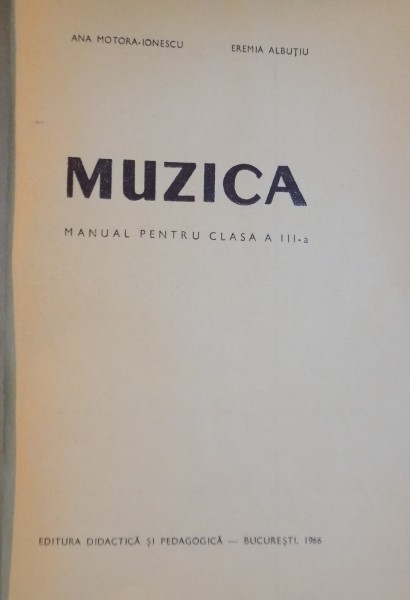 ANA MOTORA-IONESCU EREMIA ALBUȚIU
MUZICA
MANUAL PENTRU CLASA A III-a
EDITURA DIDACTICĂ ȘI PEDAGOGICĂ — BUCUREȘTI, 1966